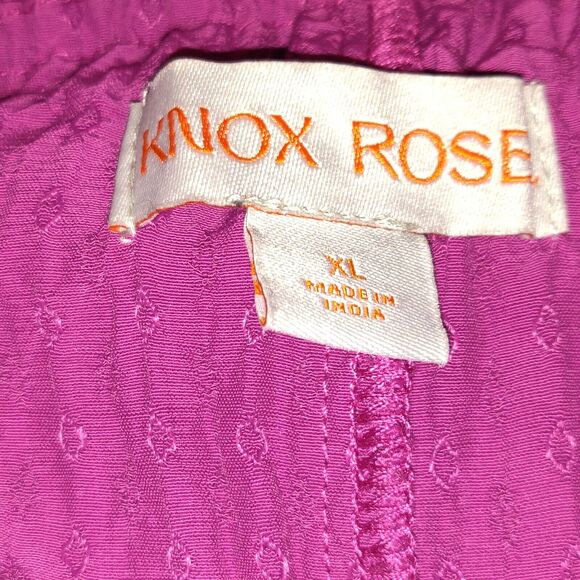 KNOX ROSE
XL
MADE IN
INDIA